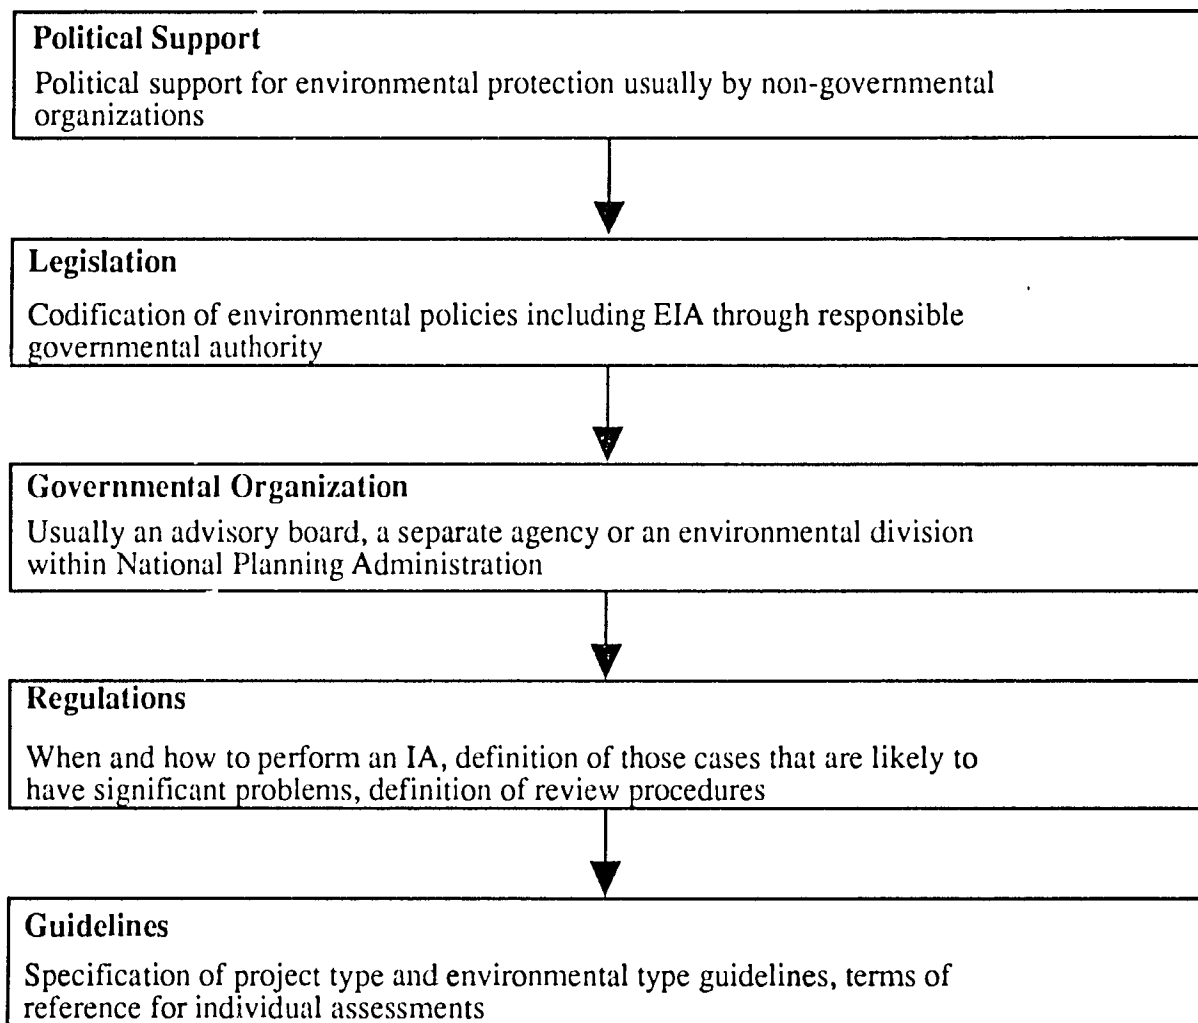 Political Support
Political support for environmental protection usually by non-governmental
organizations
Legislation
Codification of environmental policies including EIA through responsible
governmental authority
Governmental Organization
Usually an advisory board, a separate agency or an environmental division
within National Planning Administration
Regulations
When and how to perform an IA, definition of those cases that are likely to
have significant problems, definition of review procedures
Guidelines
Specification of project type and environmental type guidelines, terms of
reference for individual assessments